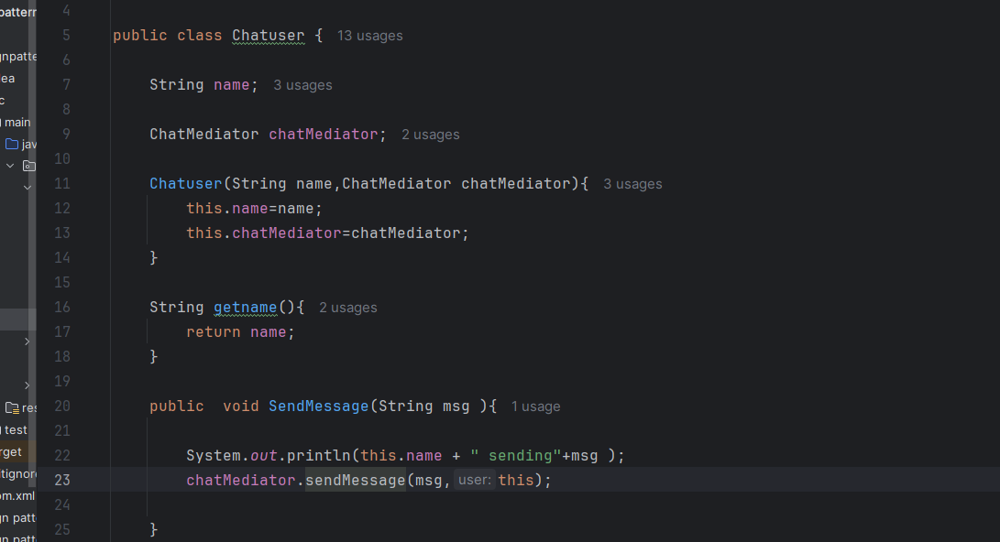 pattern
gnpatte
ea
c
main
jav
res
test
rget
itignor
om.xml
gn patt
gn patt
4
5 public class Chatuser { 13 usages
6
7 String name; 3 usages
8
9 ChatMediator chatMediator; 2 usages
10
11 Chatuser(String name,ChatMediator chatMediator){ 3 usages
12 this.name=name;
13 this.chatMediator=chatMediator;
14 }
15
16 String getname(){ 2 usages
17 return name;
18 }
19
20 public  void SendMessage(String msg ){ 1 usage
21
22 System.out.println(this.name + " sending"+msg );
23 chatMediator.sendMessage(msg, user: this);
24
25 }